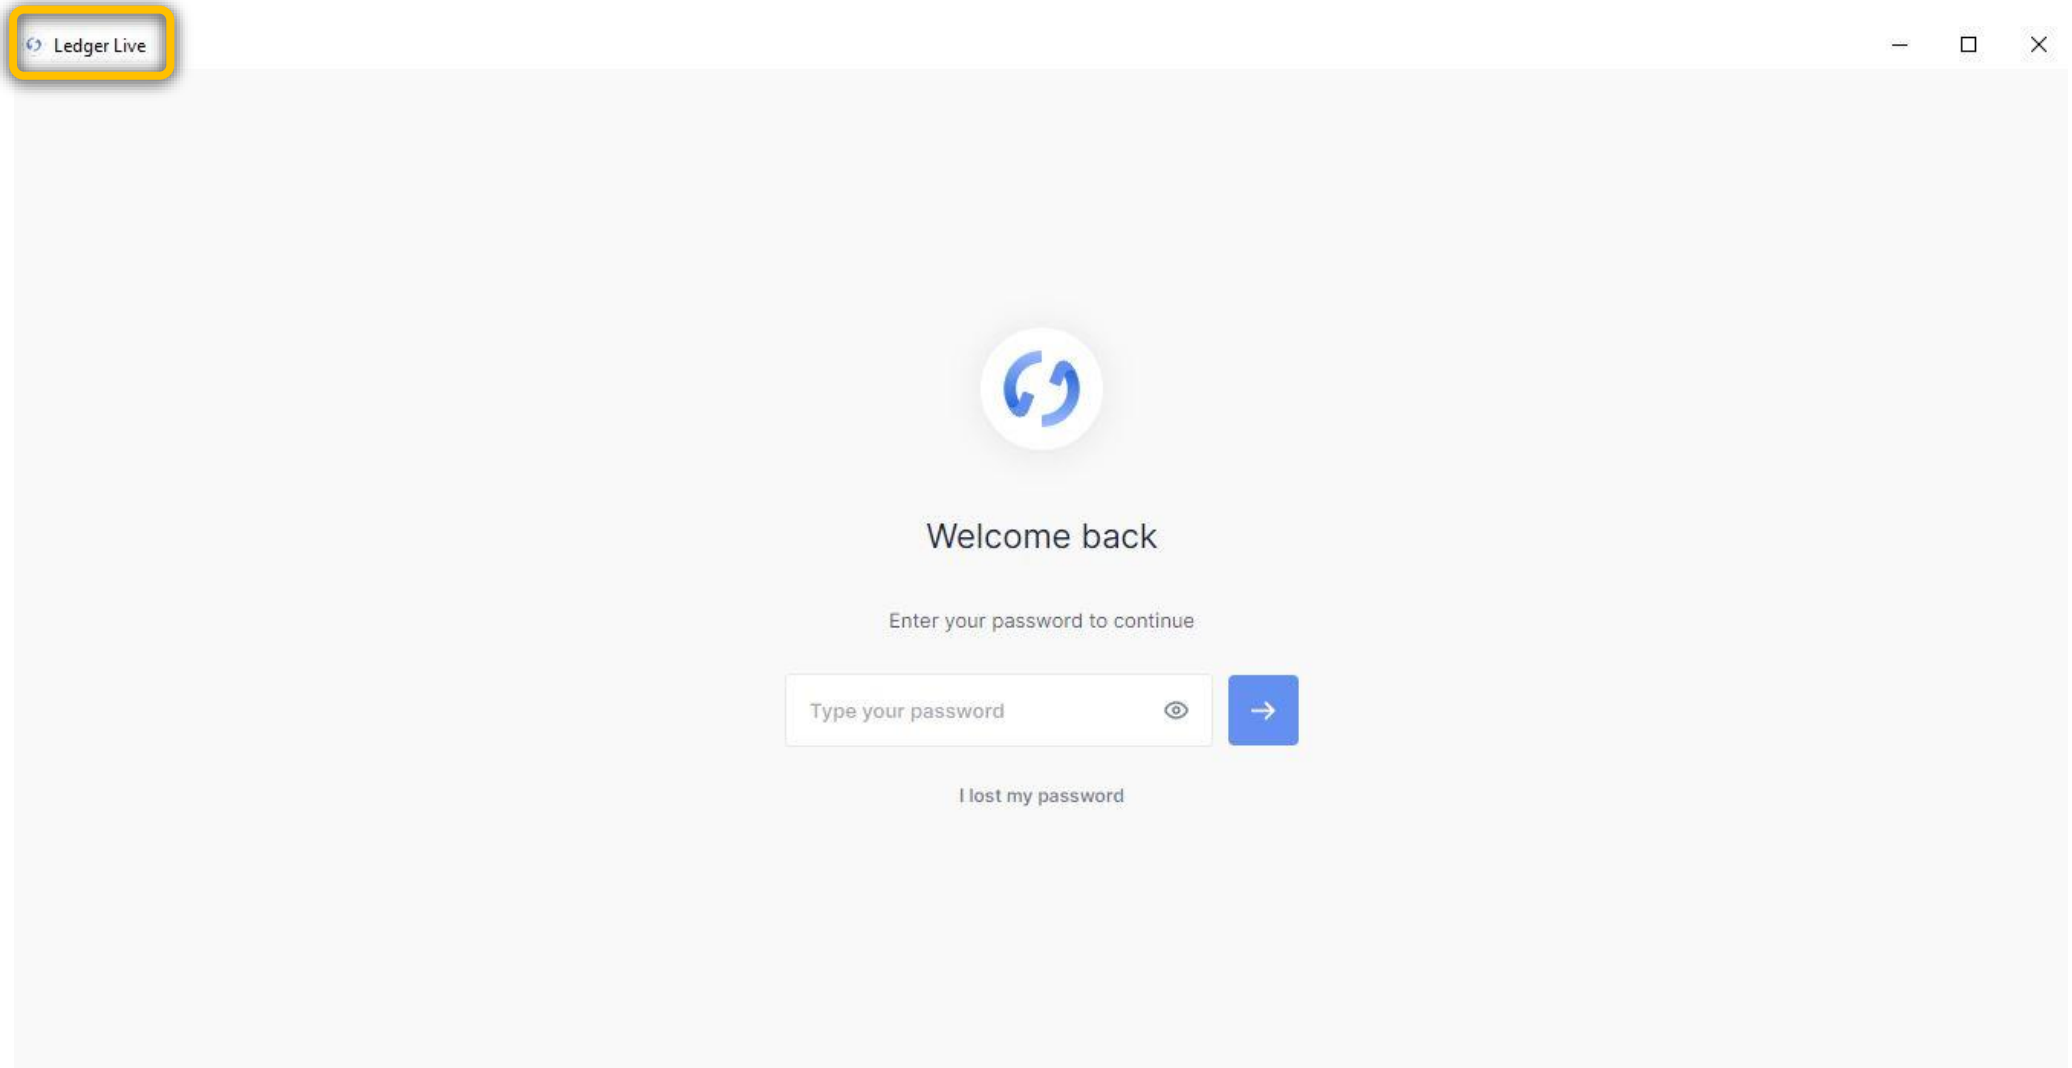 Ledger Live
Welcome back
Enter your password to continue
Type your password
I lost my password